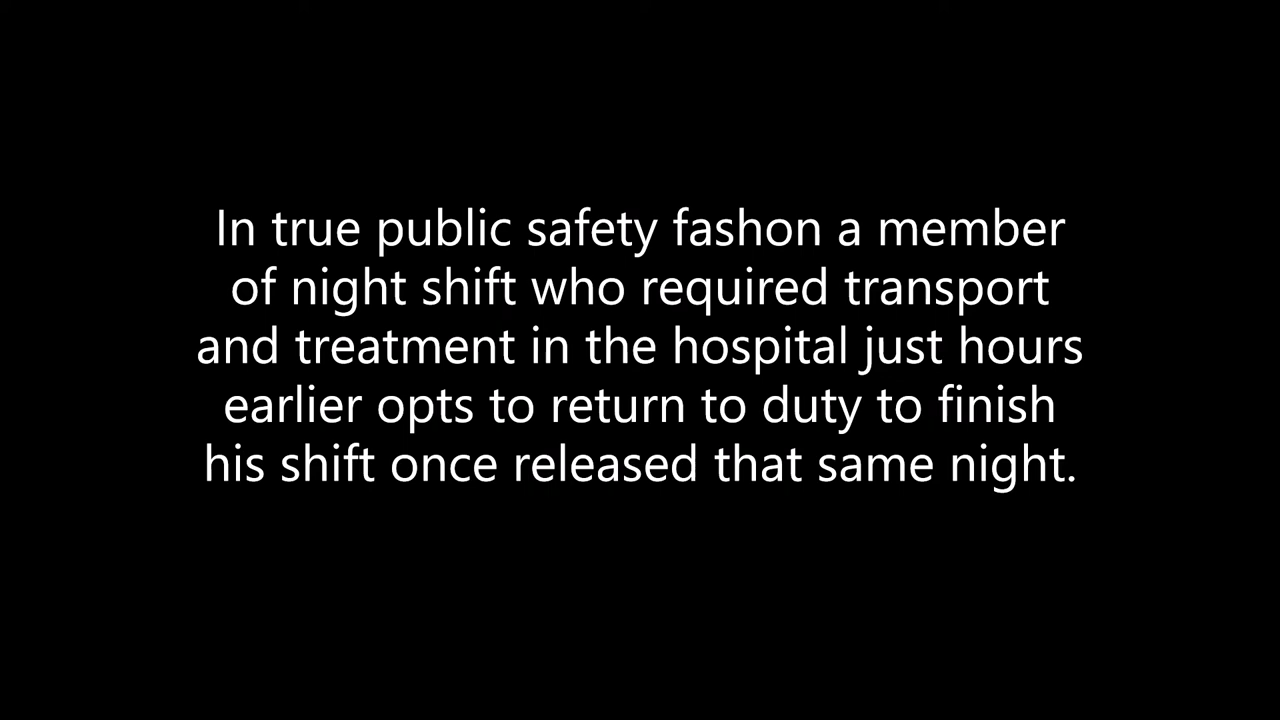 In true public safety fashon a member
of night shift who required transport
and treatment in the hospital just hours
earlier opts to return to duty to finish
his shift once released that same night.